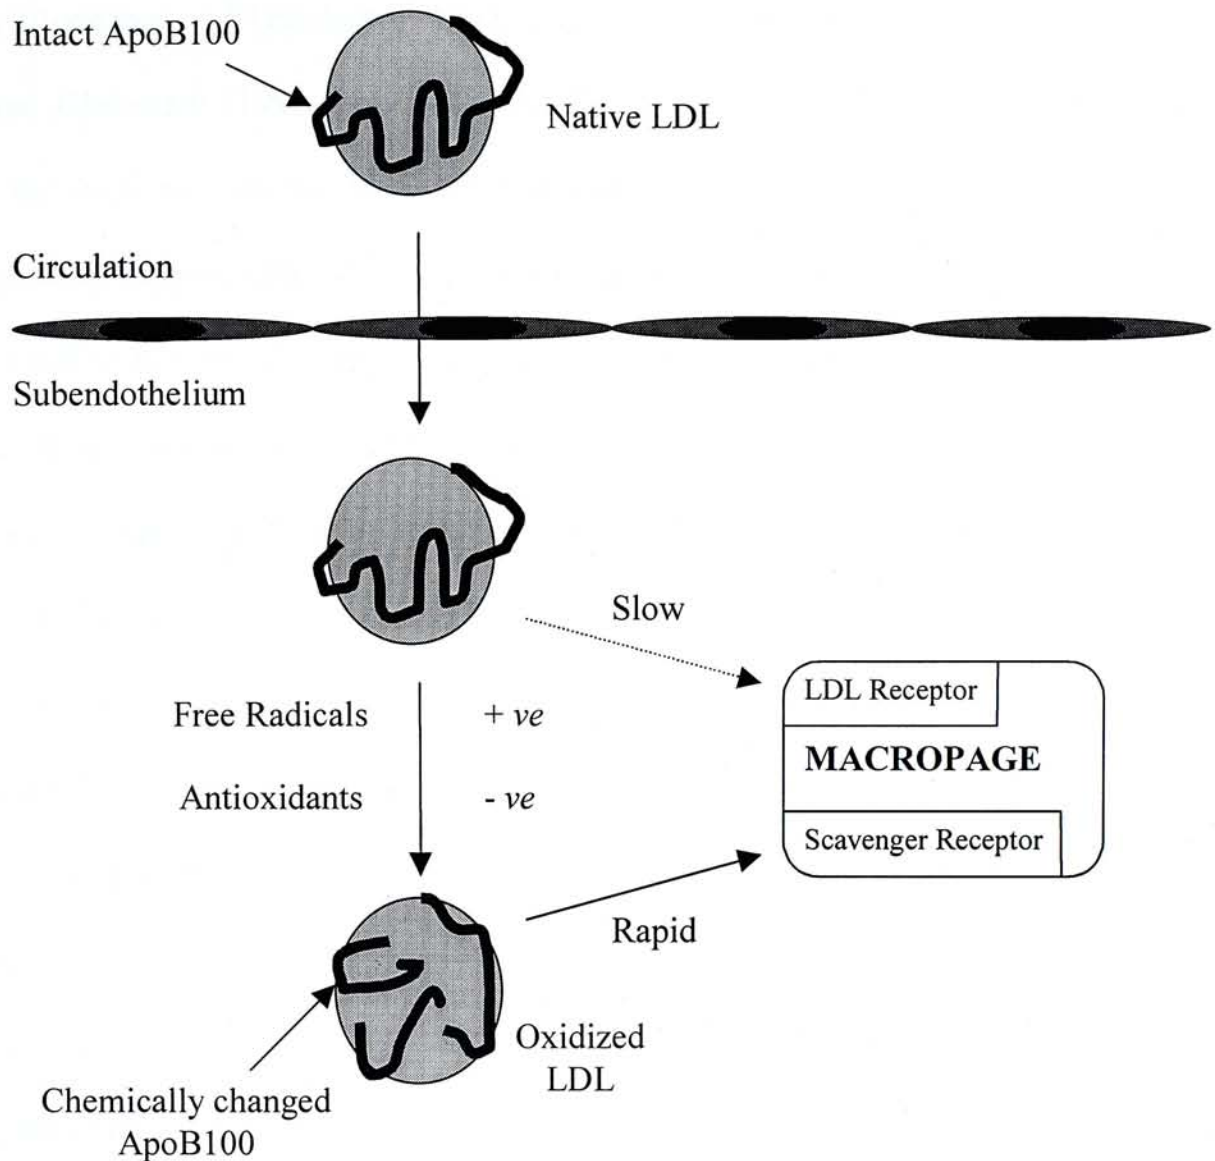 Intact ApoB100
Native LDL
Circulation
Subendothelium
Slow
LDL Receptor
Free Radicals + ve
MACROPAGE
Antioxidants - ve
Scavenger Receptor
Rapid
Oxidized
LDL
Chemically changed
ApoB100